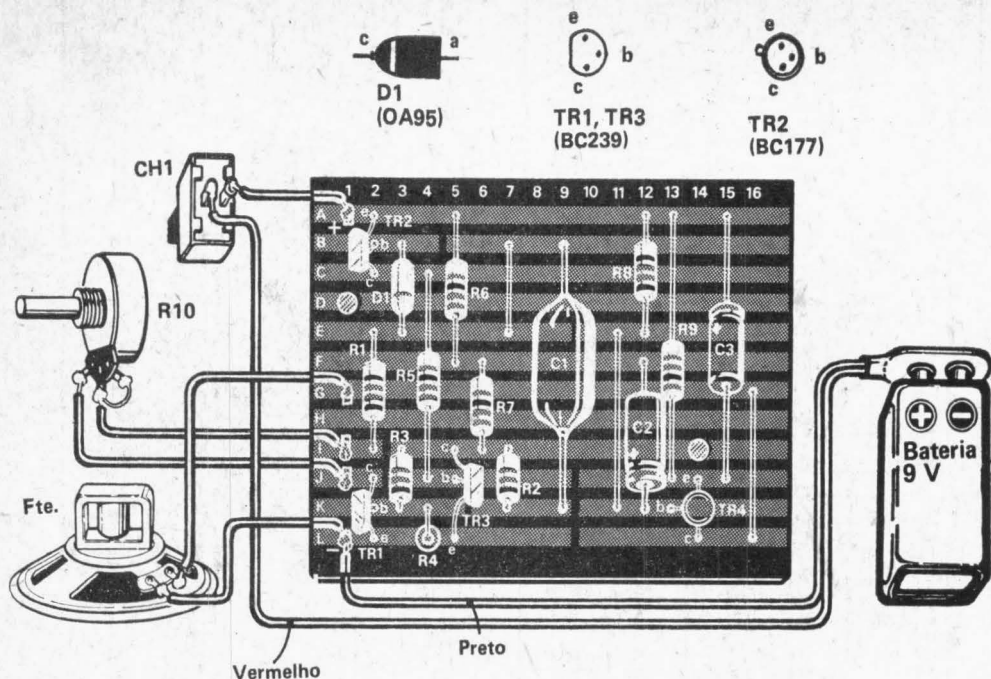 e
c
a
b
c
D1
(OA95)
TR1, TR3
(BC239)
e
c
b
c
TR2
(BC177)
CH1
1 2 3 4 5 6 7 8 9 10 11 12 13 14 15 16
A
e
TR2
+
B
b
R8
C
c
D
D1
R6
E
R9
+
C3
F
R1
R5
C1
G
R7
H
C2
I
R3
c
J
c
b
R2
+
e
K
b
TR3
b
TR4
L
e
R4
e
c
−
TR1
R10
Fte.
+
−
Bateria
9 V
Preto
Vermelho